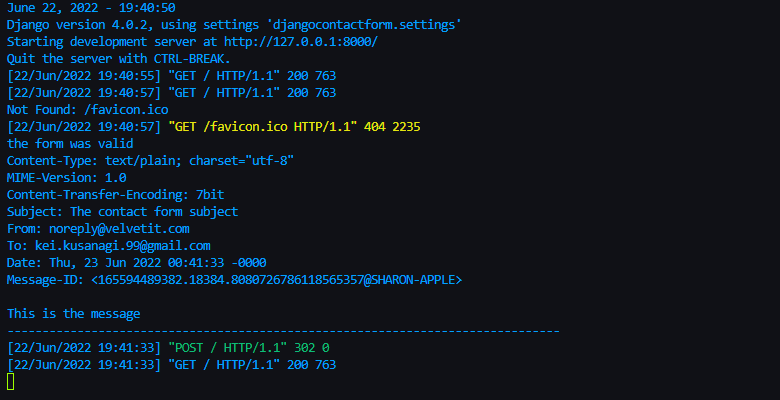 June 22, 2022 - 19:40:50
Django version 4.0.2, using settings 'djangocontactform.settings'
Starting development server at http://127.0.0.1:8000/
Quit the server with CTRL-BREAK.
[22/Jun/2022 19:40:55] "GET / HTTP/1.1" 200 763
[22/Jun/2022 19:40:57] "GET / HTTP/1.1" 200 763
Not Found: /favicon.ico
[22/Jun/2022 19:40:57] "GET /favicon.ico HTTP/1.1" 404 2235
the form was valid
Content-Type: text/plain; charset="utf-8"
MIME-Version: 1.0
Content-Transfer-Encoding: 7bit
Subject: The contact form subject
From: noreply@velvetit.com
To: kei.kusanagi.99@gmail.com
Date: Thu, 23 Jun 2022 00:41:33 -0000
Message-ID: <165594489382.18384.8080726786118565357@SHARON-APPLE>

This is the message
-------------------------------------------------------------------------------
[22/Jun/2022 19:41:33] "POST / HTTP/1.1" 302 0
[22/Jun/2022 19:41:33] "GET / HTTP/1.1" 200 763